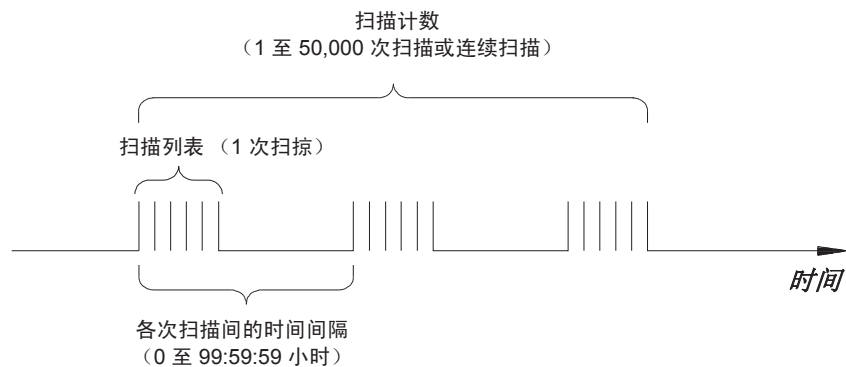 扫描计数
（1 至 50,000 次扫描或连续扫描）
扫描列表 （1 次扫掠）
时间
各次扫描间的时间间隔
（0 至 99:59:59 小时）